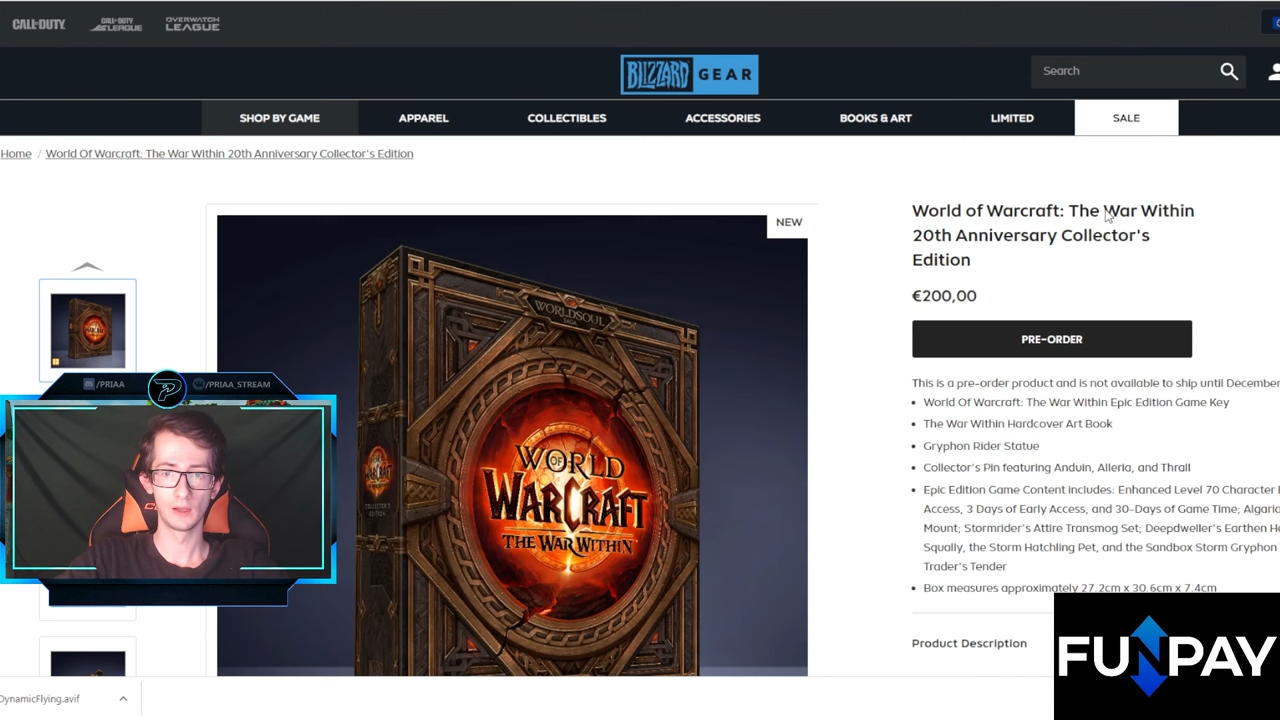 CALL OF DUTY
CALL OF DUTY LEAGUE
OVERWATCH LEAGUE
BLIZZARD GEAR
Search
SHOP BY GAME
APPAREL
COLLECTIBLES
ACCESSORIES
BOOKS & ART
LIMITED
SALE
Home / World Of Warcraft: The War Within 20th Anniversary Collector's Edition
NEW
World of Warcraft: The War Within
20th Anniversary Collector's
Edition
€200,00
PRE-ORDER
This is a pre-order product and is not available to ship until December
World Of Warcraft: The War Within Epic Edition Game Key
The War Within Hardcover Art Book
Gryphon Rider Statue
Collector's Pin featuring Anduin, Alleria, and Thrall
Epic Edition Game Content includes: Enhanced Level 70 Character
Access, 3 Days of Early Access, and 30-Days of Game Time; Algaria
Mount; Stormrider's Attire Transmog Set; Deepdweller's Earthen He
Squally, the Storm Hatchling Pet, and the Sandbox Storm Gryphon
Trader's Tender
Box measures approximately 27.2cm x 30.6cm x 7.4cm
Product Description
WORLDSOUL
SAGA
WORLD
OF
WARCRAFT
THE WAR WITHIN
COLLECTOR'S
EDITION
/PRIAA
/PRIAA_STREAM
DynamicFlying.avif
FUNPAY